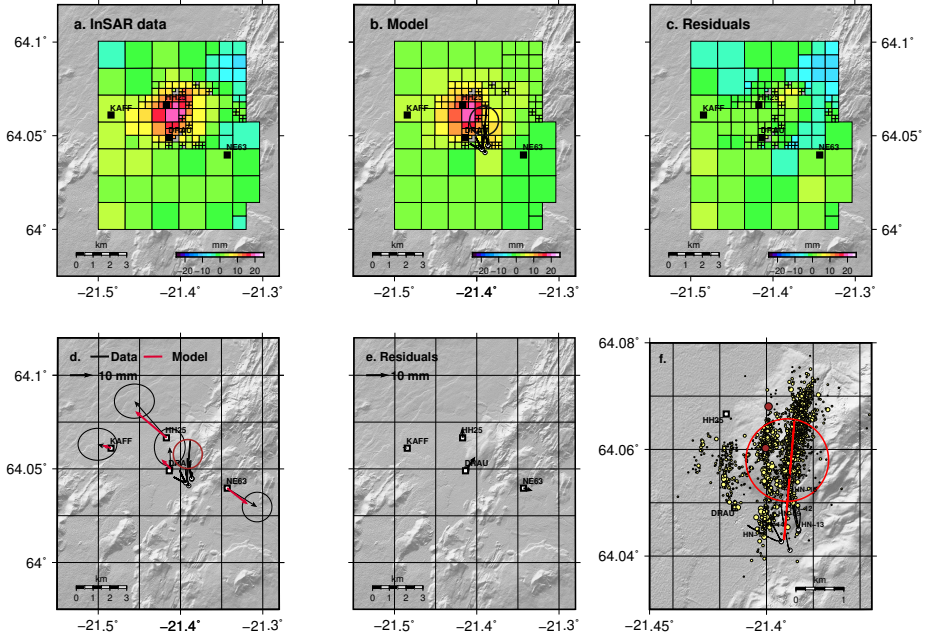 a. InSAR data
b. Model
c. Residuals
64.1˚
64.05˚
64˚
KAFF
HH25
DRAU
NE63
km
0 1 2 3
mm
−20−10 0 10 20
−21.5˚
−21.4˚
−21.3˚
KAFF
HH25
DRAU
NE63
km
0 1 2 3
mm
−20−10 0 10 20
−21.5˚
−21.4˚
−21.3˚
KAFF
HH25
DRAU
NE63
km
0 1 2 3
mm
−20−10 0 10 20
−21.5˚
−21.4˚
−21.3˚
64.1˚
64.05˚
64˚
d.
Data
Model
10 mm
64.1˚
64.05˚
64˚
KAFF
HH25
DRAU
NE63
km
0 1 2 3
−21.5˚
−21.4˚
−21.3˚
e. Residuals
10 mm
KAFF
HH25
DRAU
NE63
km
0 1 2 3
−21.5˚
−21.4˚
−21.3˚
f.
64.08˚
64.06˚
64.04˚
HH25
DRAU
HN−13
km
0 1
−21.45˚
−21.4˚